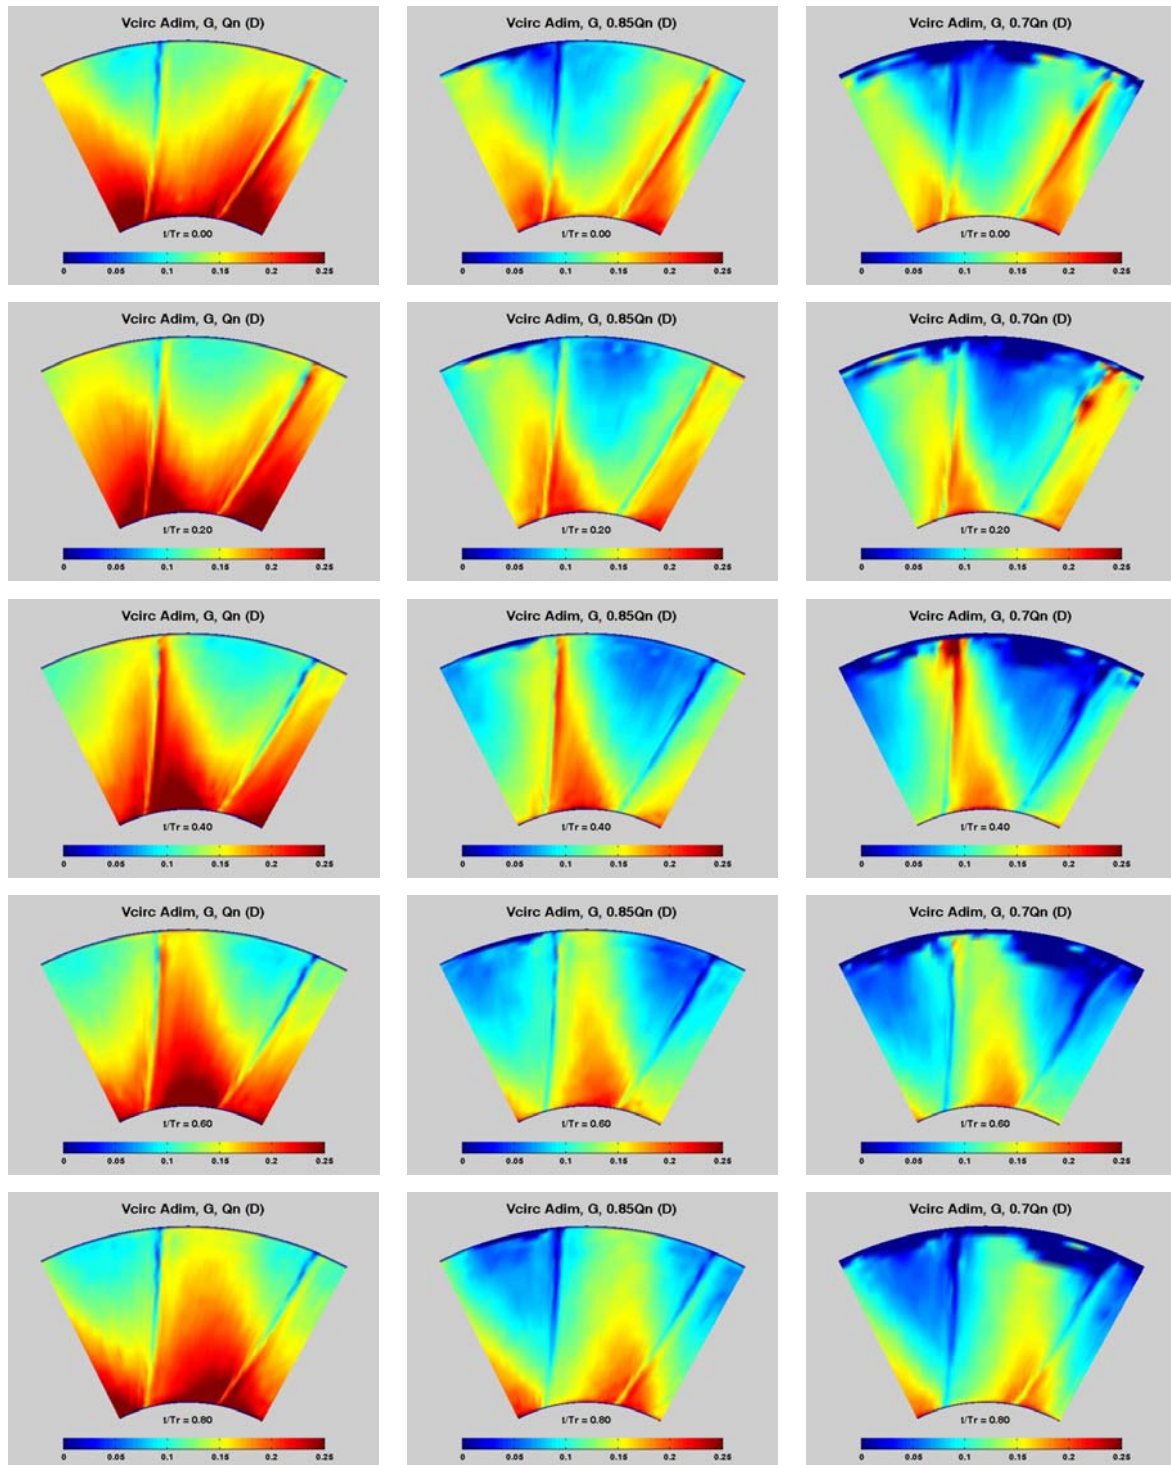 Vcirc Adim, G, Qn (D)
t/Tr = 0.00
0 0.05 0.1 0.15 0.2 0.25
Vcirc Adim, G, 0.85Qn (D)
t/Tr = 0.00
0 0.05 0.1 0.15 0.2 0.25
Vcirc Adim, G, 0.7Qn (D)
t/Tr = 0.00
0 0.05 0.1 0.15 0.2 0.25
Vcirc Adim, G, Qn (D)
t/Tr = 0.20
0 0.05 0.1 0.15 0.2 0.25
Vcirc Adim, G, 0.85Qn (D)
t/Tr = 0.20
0 0.05 0.1 0.15 0.2 0.25
Vcirc Adim, G, 0.7Qn (D)
t/Tr = 0.20
0 0.05 0.1 0.15 0.2 0.25
Vcirc Adim, G, Qn (D)
t/Tr = 0.40
0 0.05 0.1 0.15 0.2 0.25
Vcirc Adim, G, 0.85Qn (D)
t/Tr = 0.40
0 0.05 0.1 0.15 0.2 0.25
Vcirc Adim, G, 0.7Qn (D)
t/Tr = 0.40
0 0.05 0.1 0.15 0.2 0.25
Vcirc Adim, G, Qn (D)
t/Tr = 0.60
0 0.05 0.1 0.15 0.2 0.25
Vcirc Adim, G, 0.85Qn (D)
t/Tr = 0.60
0 0.05 0.1 0.15 0.2 0.25
Vcirc Adim, G, 0.7Qn (D)
t/Tr = 0.60
0 0.05 0.1 0.15 0.2 0.25
Vcirc Adim, G, Qn (D)
t/Tr = 0.80
0 0.05 0.1 0.15 0.2 0.25
Vcirc Adim, G, 0.85Qn (D)
t/Tr = 0.80
0 0.05 0.1 0.15 0.2 0.25
Vcirc Adim, G, 0.7Qn (D)
t/Tr = 0.80
0 0.05 0.1 0.15 0.2 0.25